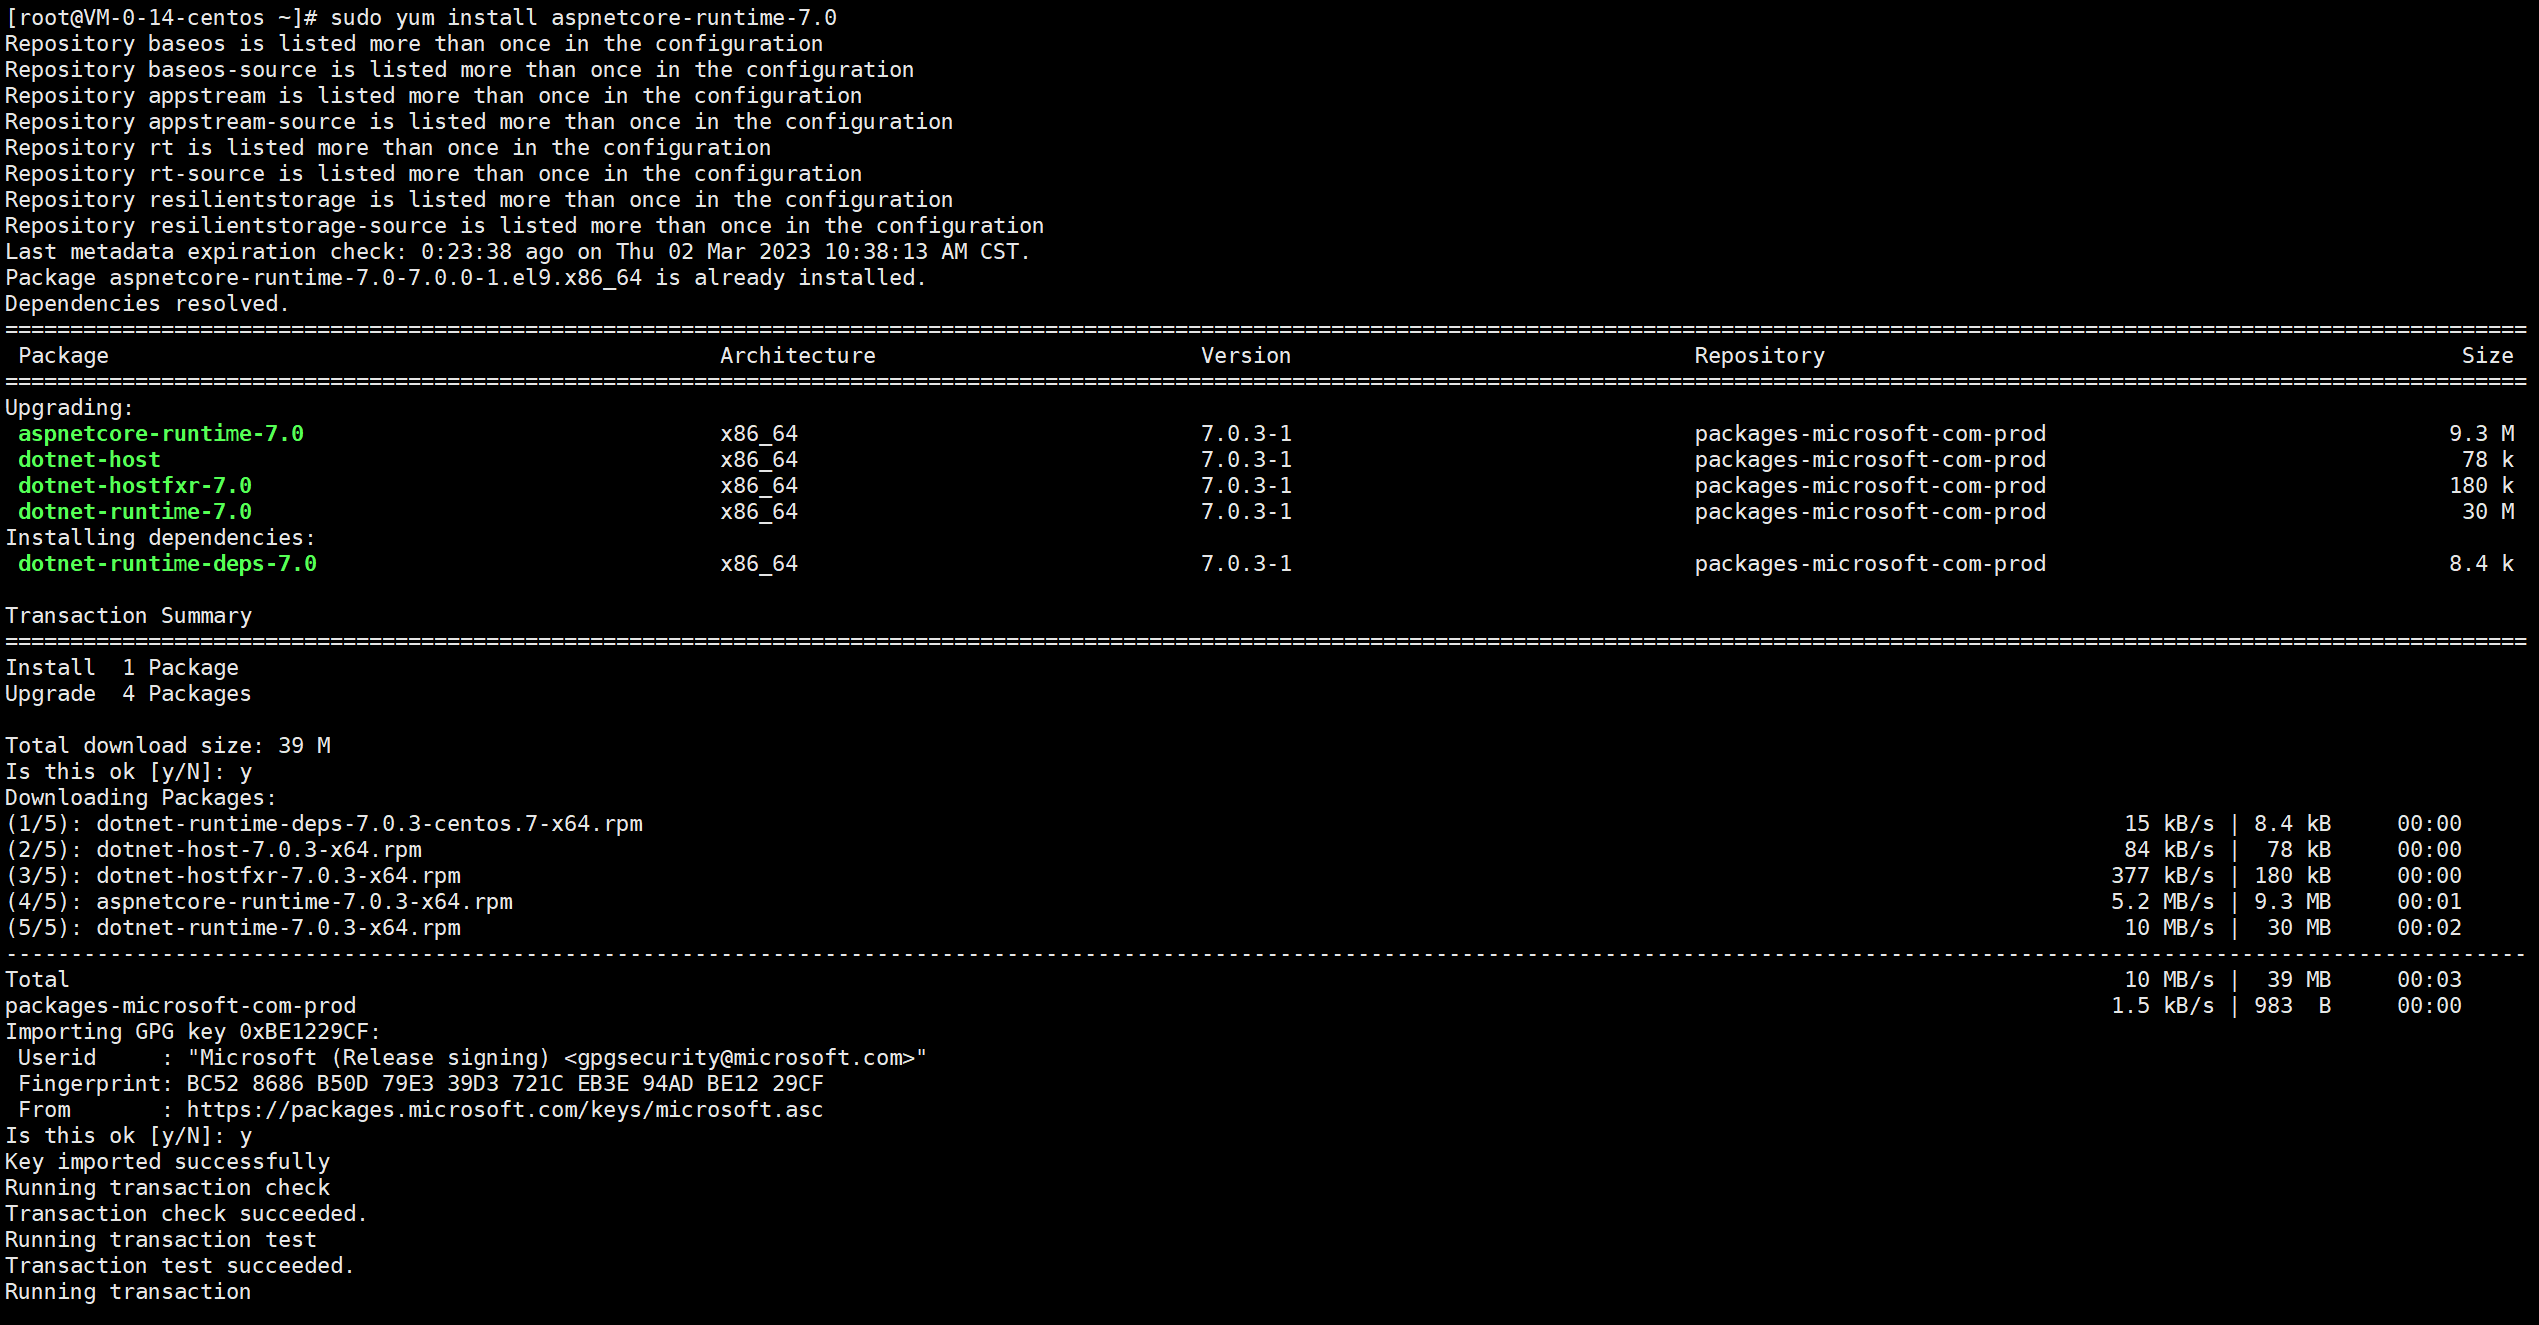 [root@VM-0-14-centos ~]# sudo yum install aspnetcore-runtime-7.0
Repository baseos is listed more than once in the configuration
Repository baseos-source is listed more than once in the configuration
Repository appstream is listed more than once in the configuration
Repository appstream-source is listed more than once in the configuration
Repository rt is listed more than once in the configuration
Repository rt-source is listed more than once in the configuration
Repository resilientstorage is listed more than once in the configuration
Repository resilientstorage-source is listed more than once in the configuration
Last metadata expiration check: 0:23:38 ago on Thu 02 Mar 2023 10:38:13 AM CST.
Package aspnetcore-runtime-7.0-7.0.0-1.el9.x86_64 is already installed.
Dependencies resolved.
Package Architecture Version Repository Size
Upgrading:
aspnetcore-runtime-7.0 x86_64 7.0.3-1 packages-microsoft-com-prod 9.3 M
dotnet-host x86_64 7.0.3-1 packages-microsoft-com-prod 78 k
dotnet-hostfxr-7.0 x86_64 7.0.3-1 packages-microsoft-com-prod 180 k
dotnet-runtime-7.0 x86_64 7.0.3-1 packages-microsoft-com-prod 30 M
Installing dependencies:
dotnet-runtime-deps-7.0 x86_64 7.0.3-1 packages-microsoft-com-prod 8.4 k
Transaction Summary
Install 1 Package
Upgrade 4 Packages
Total download size: 39 M
Is this ok [y/N]: y
Downloading Packages:
(1/5): dotnet-runtime-deps-7.0.3-centos.7-x64.rpm 15 kB/s | 8.4 kB 00:00
(2/5): dotnet-host-7.0.3-x64.rpm 84 kB/s | 78 kB 00:00
(3/5): dotnet-hostfxr-7.0.3-x64.rpm 377 kB/s | 180 kB 00:00
(4/5): aspnetcore-runtime-7.0.3-x64.rpm 5.2 MB/s | 9.3 MB 00:01
(5/5): dotnet-runtime-7.0.3-x64.rpm 10 MB/s | 30 MB 00:02
Total 10 MB/s | 39 MB 00:03
packages-microsoft-com-prod 1.5 kB/s | 983 B 00:00
Importing GPG key 0xBE1229CF:
Userid : "Microsoft (Release signing) <gpgsecurity@microsoft.com>"
Fingerprint: BC52 8686 B50D 79E3 39D3 721C EB3E 94AD BE12 29CF
From : https://packages.microsoft.com/keys/microsoft.asc
Is this ok [y/N]: y
Key imported successfully
Running transaction check
Transaction check succeeded.
Running transaction test
Transaction test succeeded.
Running transaction